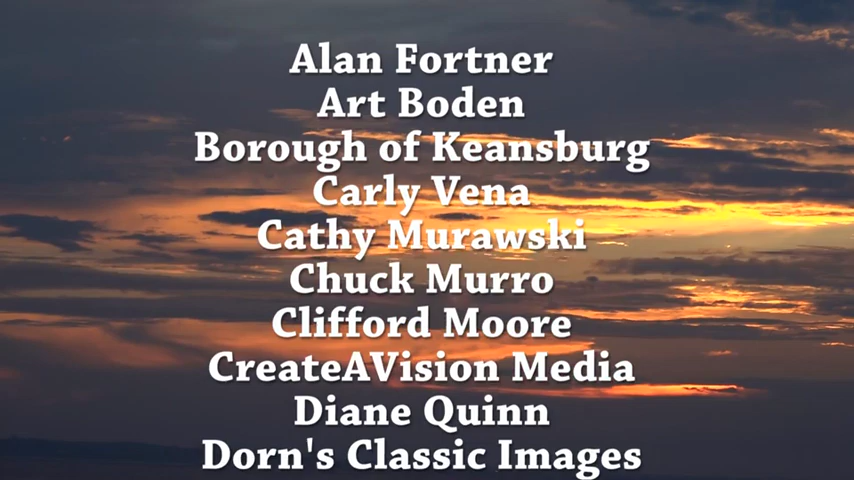 Alan Fortner
Art Boden
Borough of Keansburg
Carly Vena
Cathy Murawski
Chuck Murro
Clifford Moore
CreateAVision Media
Diane Quinn
Dorn's Classic Images